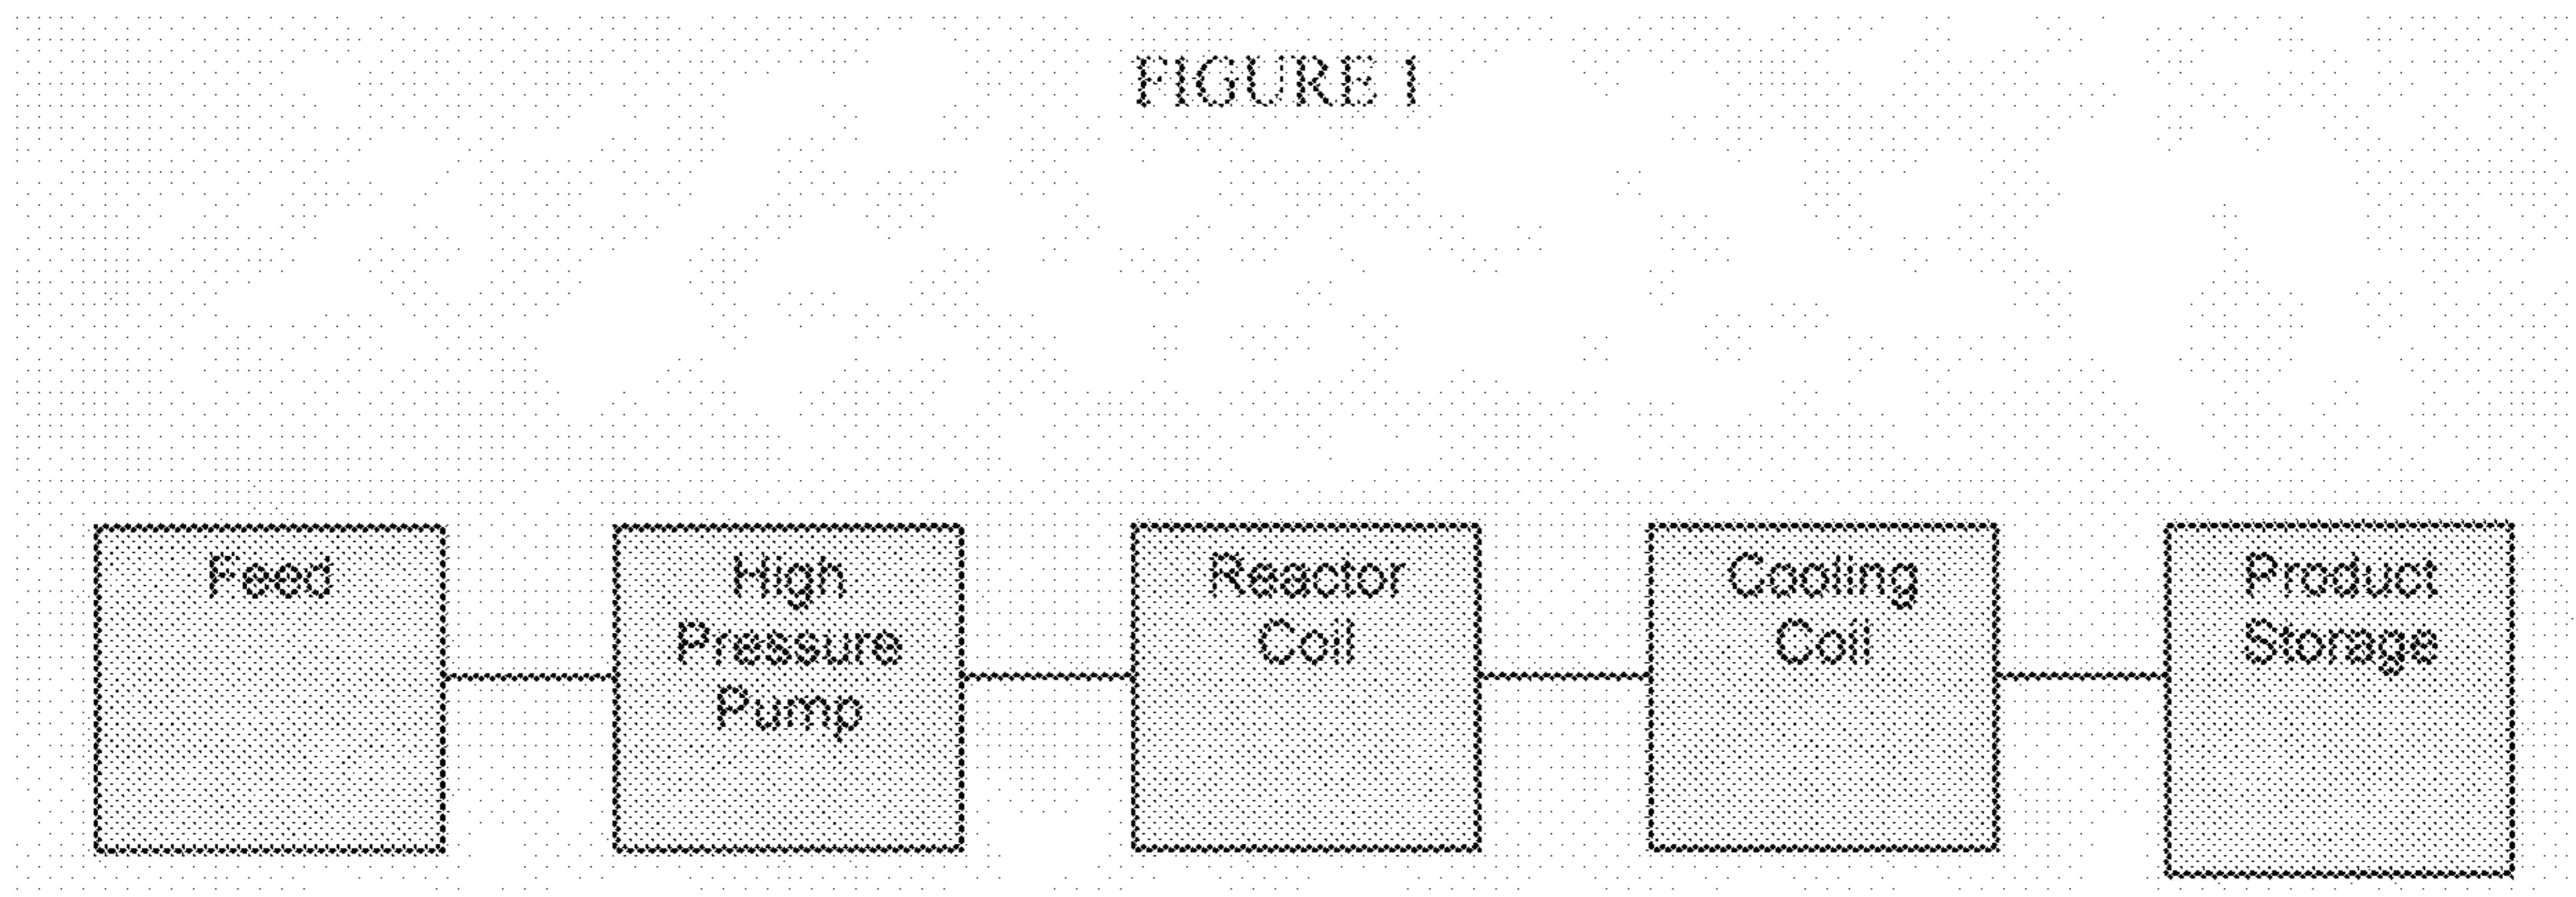 FIGURE 1
Feed
High
Pressure
Pump
Reactor
Coil
Cooling
Coil
Product
Storage